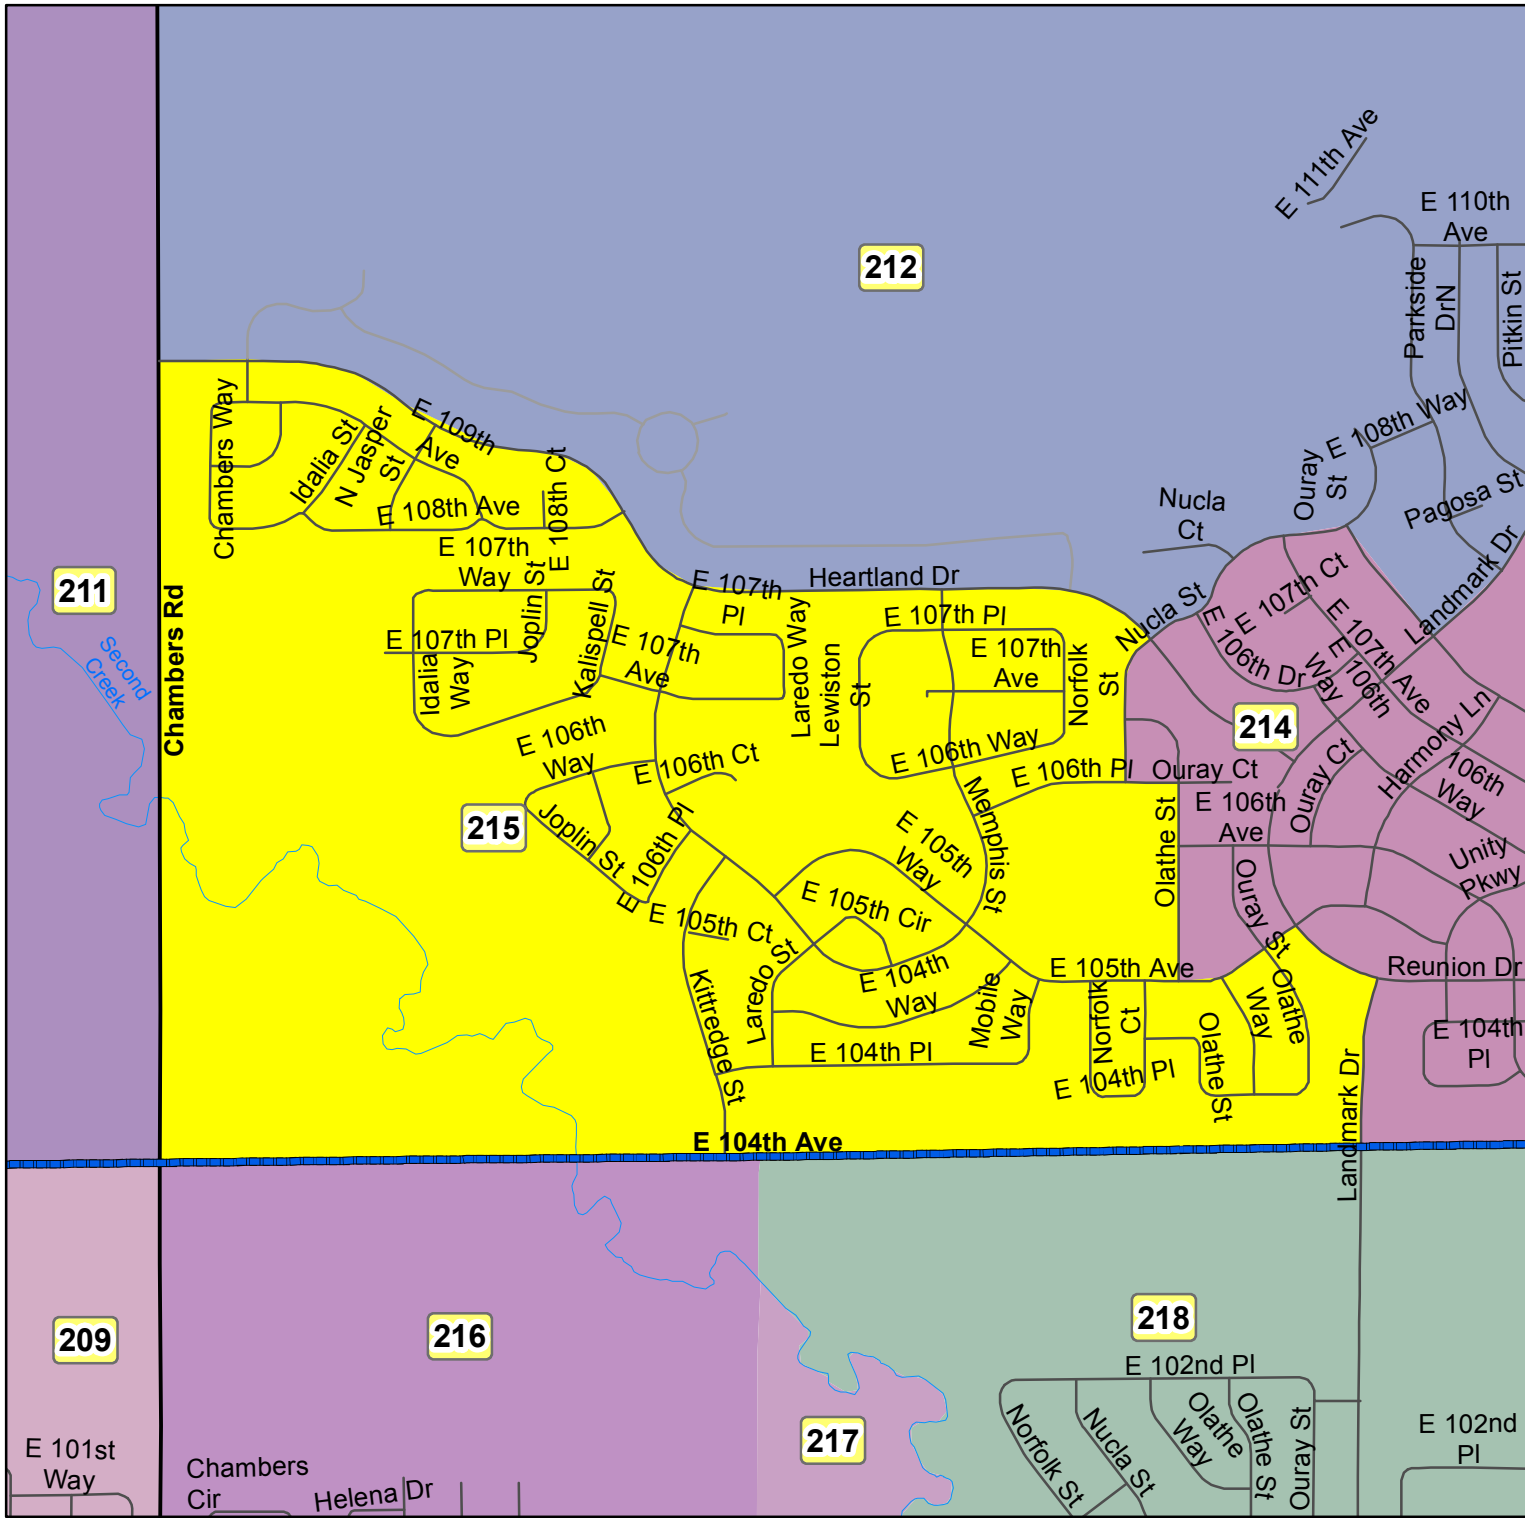 E 111th Ave
E 110th
Ave
212
Parkside
DrN
Pitkin St
Chambers Way
Idalia St
N Jasper
St
E 109th
Ave
E 108th Ave
E 108th Ct
E 108th Way
Ouray
St
Pagosa St
Nucla
Ct
Landmark Dr
E 107th
Way
Joplin St
Kalispell St
E 107th Pl
Idalia
Way
E 107th
Ave
E 107th
Pl
Heartland Dr
Laredo Way
Lewiston
St
E 107th Pl
E 107th
Ave
Norfolk
St
Nucla St
E 107th Ct
E 106th Dr
E 107th Ave
E 106th
Way
211
Second
Creek
Chambers Rd
214
Harmony Ln
106th
Way
E 106th
Way
E 106th Ct
E 106th Way
E 106th Pl
Ouray Ct
Ouray Ct
E 106th
Ave
215
Joplin St
E 106th Pl
Memphis St
E 105th
Way
Olathe St
Unity
Pkwy
E 105th Cir
E 105th Ct
Ouray St
Laredo St
Kittredge St
E 104th
Way
Mobile
Way
E 105th Ave
Reunion Dr
Norfolk
Ct
Olathe
Way
Olathe St
E 104th Pl
E 104th Pl
E 104th
Pl
Landmark Dr
E 104th Ave
209
216
218
217
E 102nd Pl
Norfolk St
Nucla St
Olathe
Way
Olathe St
Ouray St
E 102nd
Pl
E 101st
Way
Chambers
Cir
Helena Dr